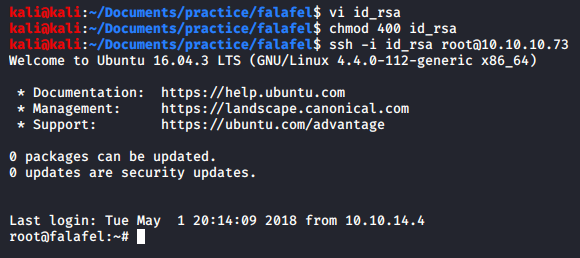 kali@kali:~/Documents/practice/falafel$ vi id_rsa
kali@kali:~/Documents/practice/falafel$ chmod 400 id_rsa
kali@kali:~/Documents/practice/falafel$ ssh -i id_rsa root@10.10.10.73
Welcome to Ubuntu 16.04.3 LTS (GNU/Linux 4.4.0-112-generic x86_64)

 * Documentation:  https://help.ubuntu.com
 * Management:     https://landscape.canonical.com
 * Support:        https://ubuntu.com/advantage

0 packages can be updated.
0 updates are security updates.


Last login: Tue May  1 20:14:09 2018 from 10.10.14.4
root@falafel:~#